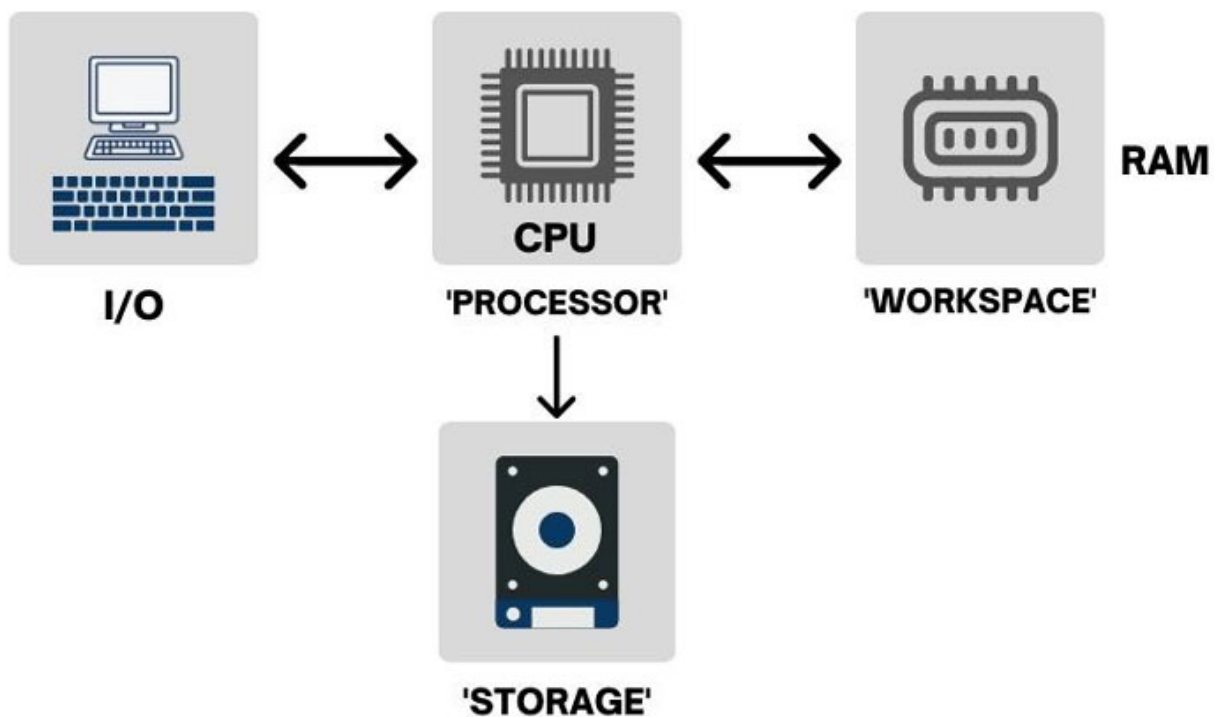 CPU
RAM
I/O
'PROCESSOR'
'WORKSPACE'
'STORAGE'